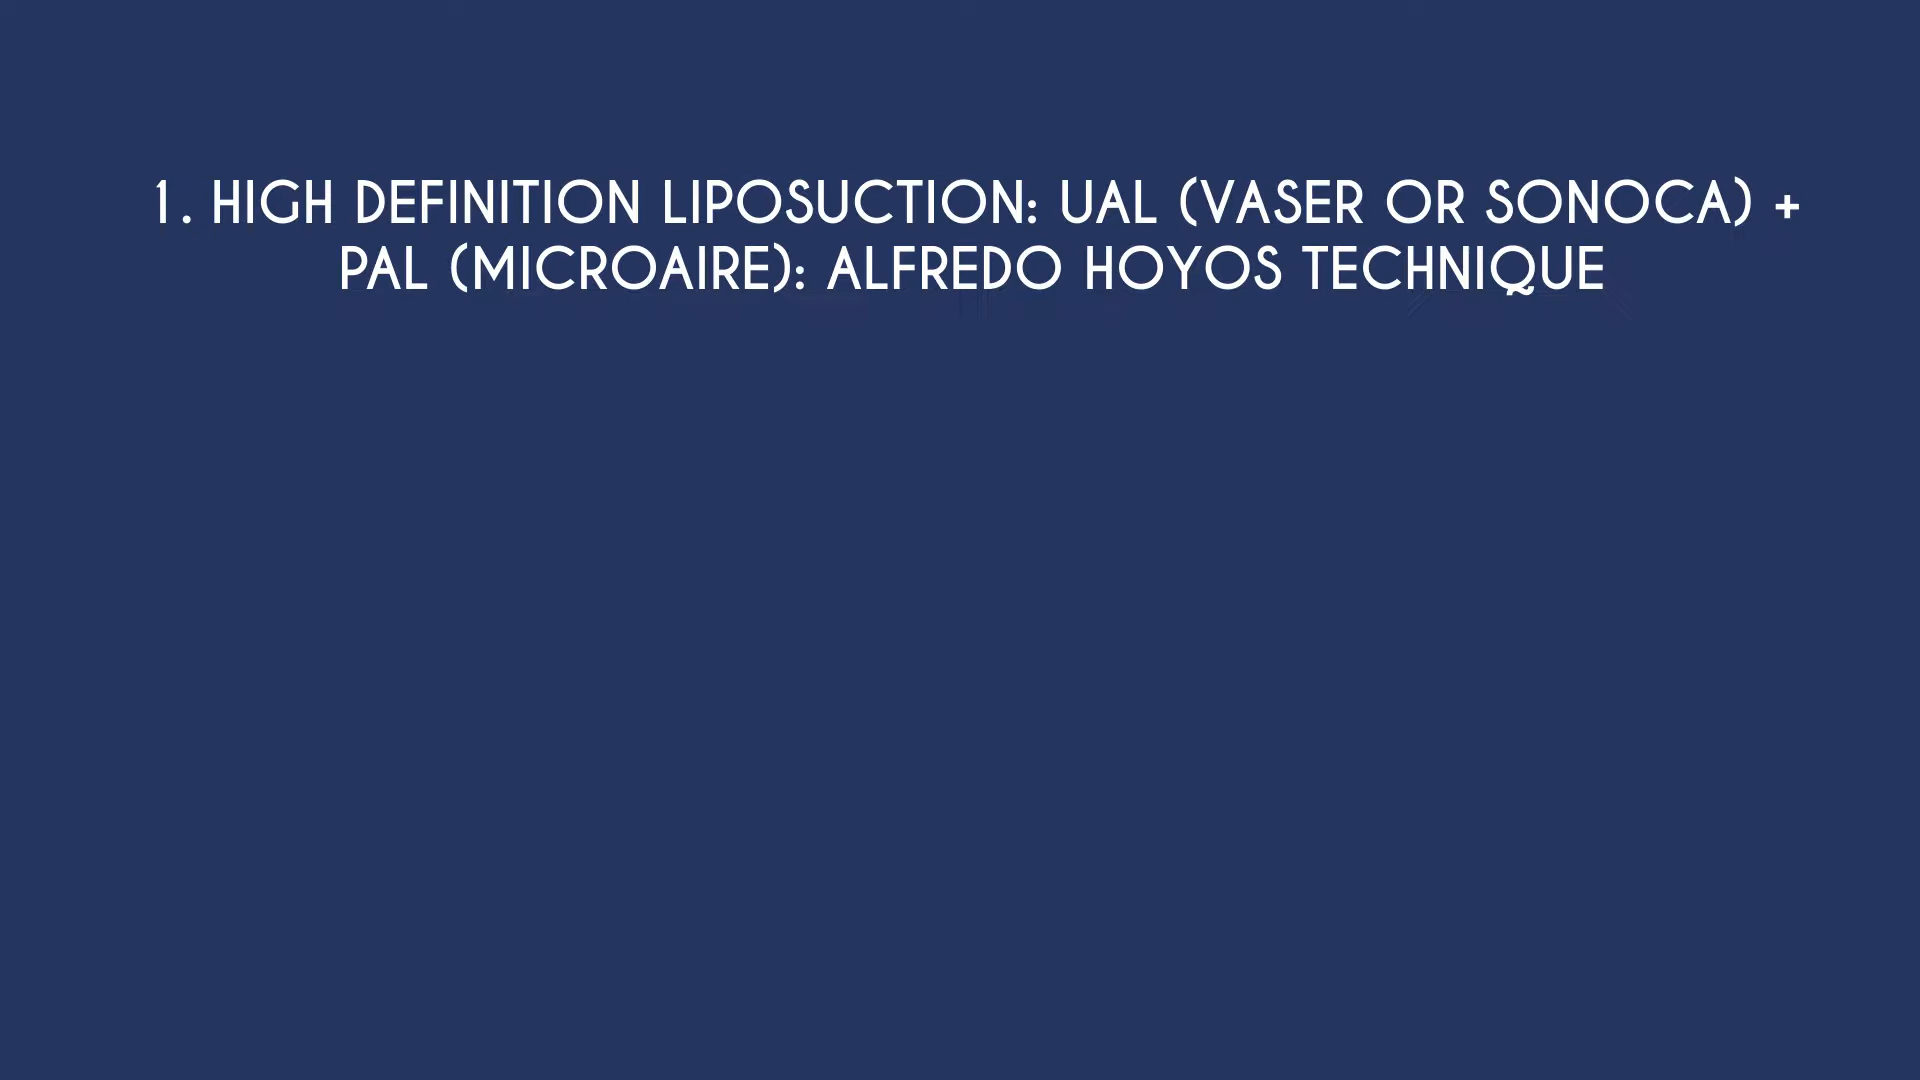 1. HIGH DEFINITION LIPOSUCTION: UAL (VASER OR SONOCA) +
PAL (MICROAIRE): ALFREDO HOYOS TECHNIQUE